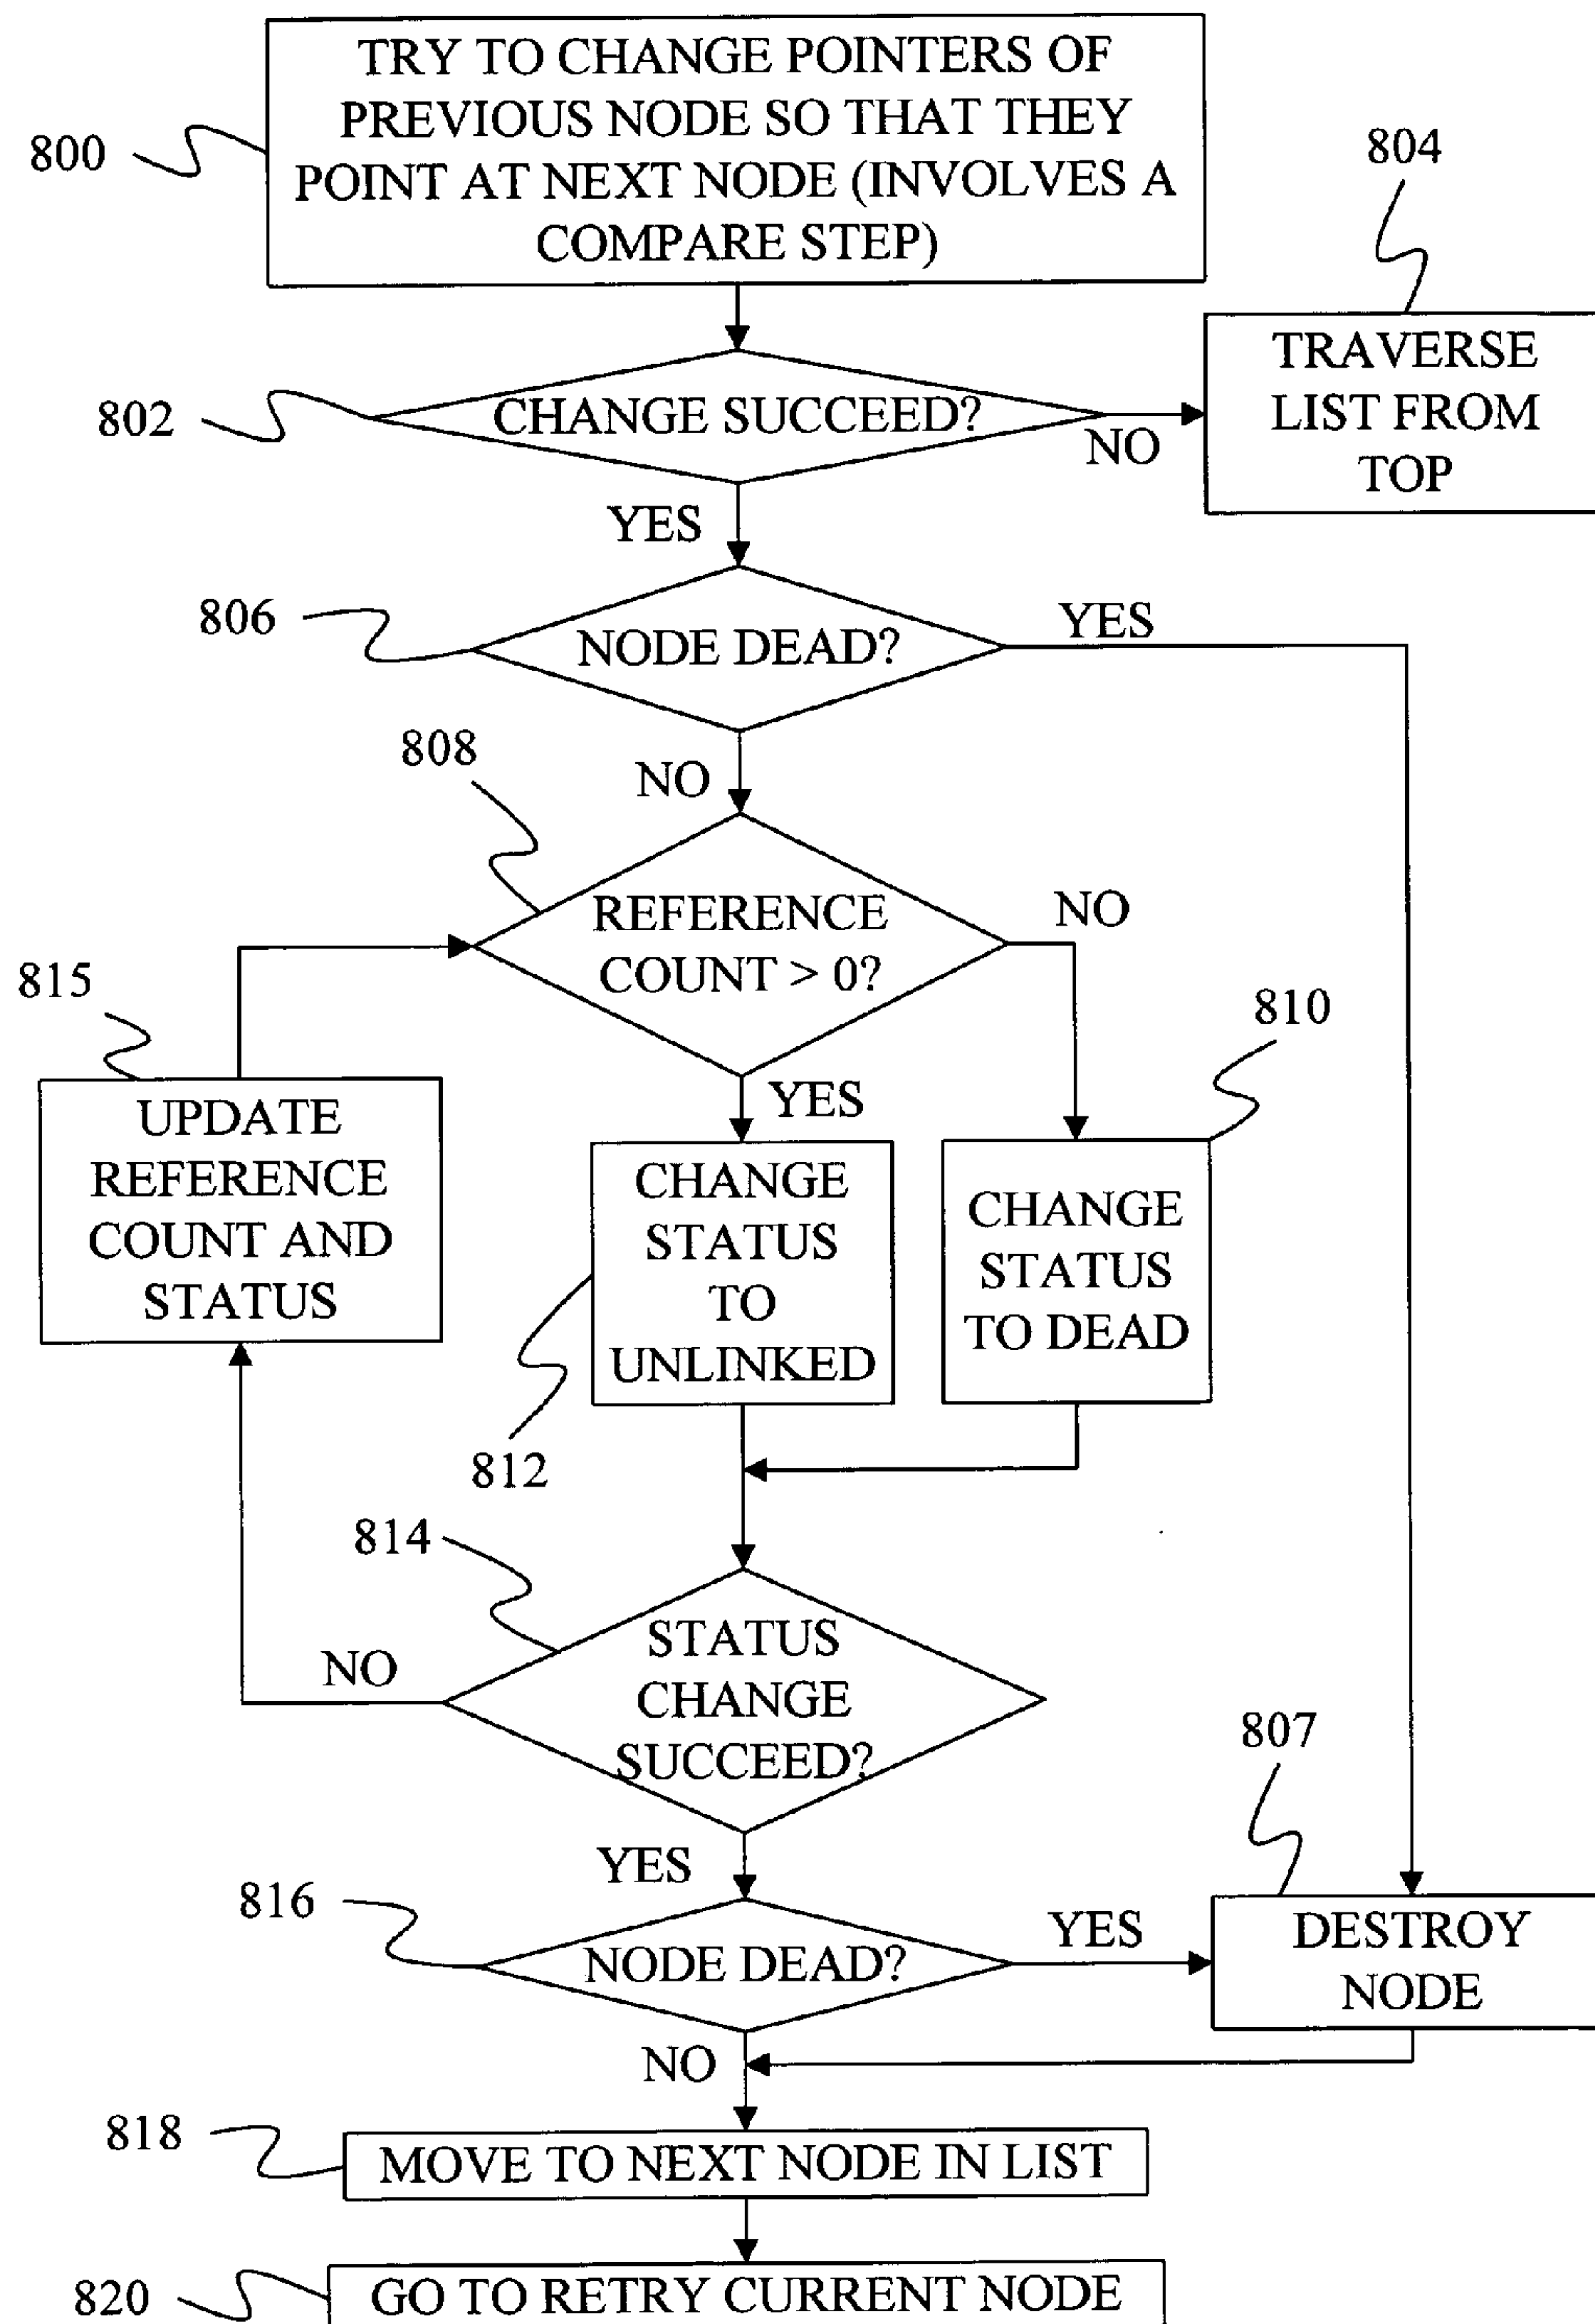 TRY TO CHANGE POINTERS OF
PREVIOUS NODE SO THAT THEY
POINT AT NEXT NODE (INVOLVES A
COMPARE STEP)
800
804
TRAVERSE
LIST FROM
TOP
802
CHANGE SUCCEED?
NO
YES
806
NODE DEAD?
YES
808
NO
REFERENCE
COUNT > 0?
NO
815
810
YES
UPDATE
REFERENCE
COUNT AND
STATUS
CHANGE
STATUS
TO
UNLINKED
CHANGE
STATUS
TO DEAD
812
814
STATUS
CHANGE
SUCCEED?
NO
807
YES
816
NODE DEAD?
YES
DESTROY
NODE
NO
818
MOVE TO NEXT NODE IN LIST
820
GO TO RETRY CURRENT NODE